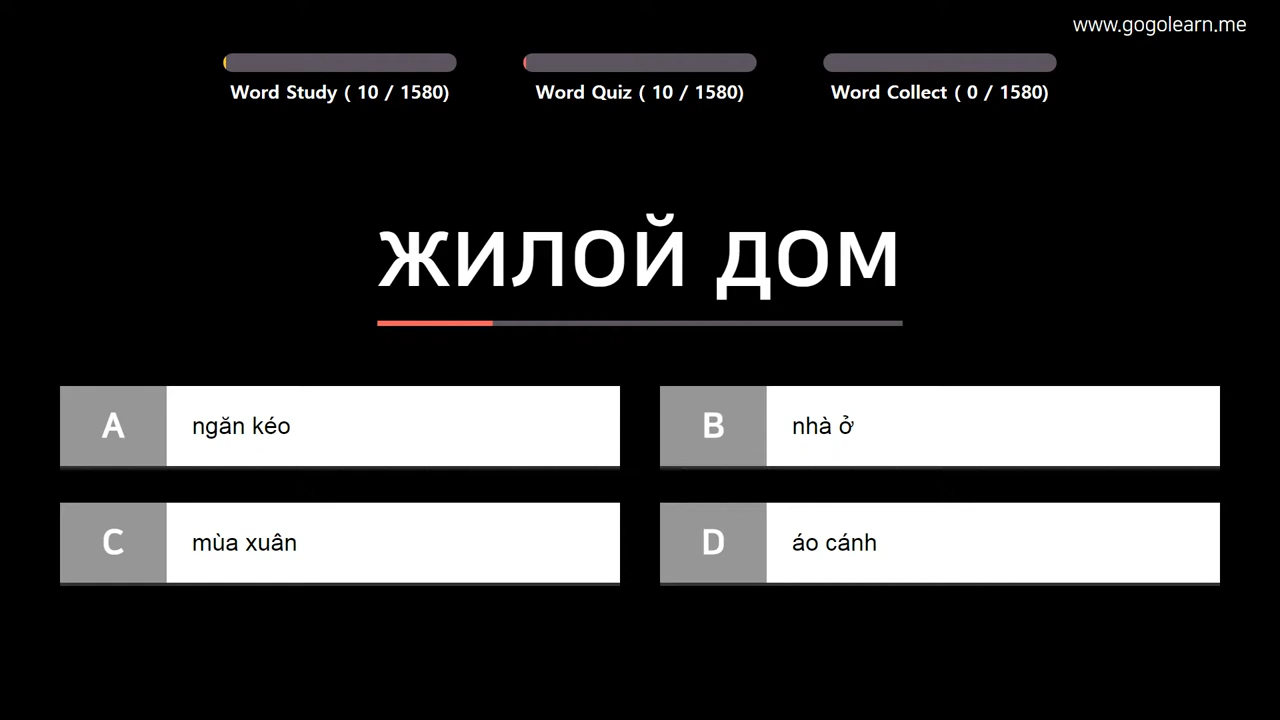 www.gogolearn.me
Word Study ( 10 / 1580)
Word Quiz ( 10 / 1580)
Word Collect ( 0 / 1580)
жилой дом
A ngăn kéo
B nhà ở
C mùa xuân
D áo cánh